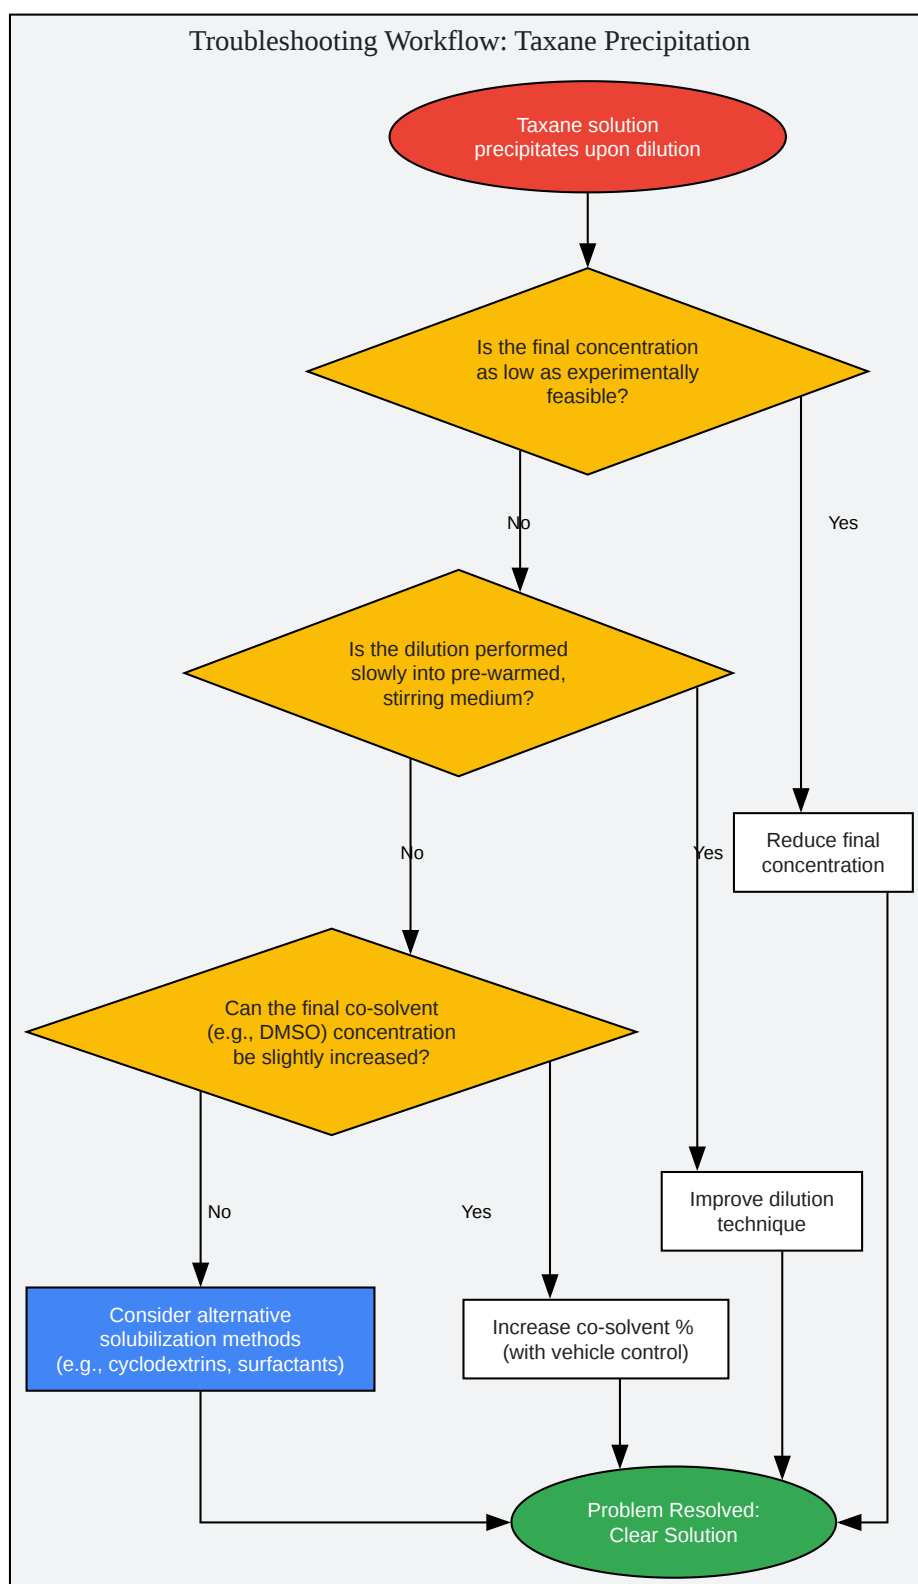 Troubleshooting Workflow: Taxane Precipitation
Taxane solution
precipitates upon dilution
Is the final concentration
as low as experimentally
feasible?
No
Yes
Is the dilution performed
slowly into pre-warmed,
stirring medium?
No
Yes
Reduce final
concentration
Can the final co-solvent
(e.g., DMSO) concentration
be slightly increased?
No
Yes
Improve dilution
technique
Consider alternative
solubilization methods
(e.g., cyclodextrins, surfactants)
Increase co-solvent %
(with vehicle control)
Problem Resolved:
Clear Solution